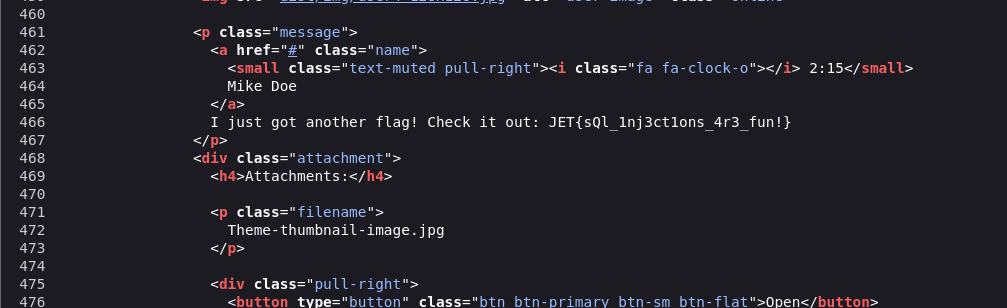 460
461 <p class="message">
462 <a href="#" class="name">
463 <small class="text-muted pull-right"><i class="fa fa-clock-o"></i> 2:15</small>
464 Mike Doe
465 </a>
466 I just got another flag! Check it out: JET{sQl_1nj3ct1ons_4r3_fun!}
467 </p>
468 <div class="attachment">
469 <h4>Attachments:</h4>
470
471 <p class="filename">
472 Theme-thumbnail-image.jpg
473 </p>
474
475 <div class="pull-right">
476 <button type="button" class="btn btn-primary btn-sm btn-flat">Open</button>